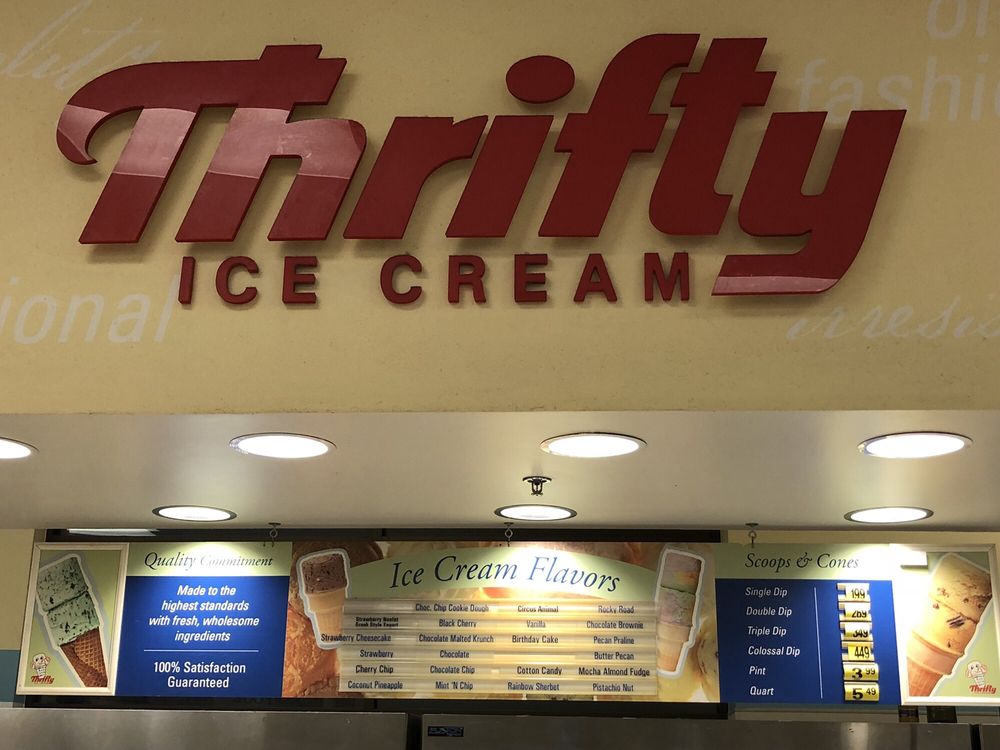 Thrifty
ICE CREAM
ional
Quality Commitment
Made to the
highest standards
with fresh, wholesome
ingredients
100% Satisfaction
Guaranteed
Thrifty
Ice Cream Flavors
Choc. Chip Cookie Dough Circus Animal Rocky Road
Black Cherry Vanilla Chocolate Brownie
Strawberry Cheesecake Chocolate Malted Krunch Birthday Cake Pecan Praline
Strawberry Chocolate Butter Pecan
Cherry Chip Chocolate Chip Cotton Candy Mocha Almond Fudge
Coconut Pineapple Mint 'N Chip Rainbow Sherbet Pistachio Nut
Scoops & Cones
Single Dip 199
Double Dip 269
Triple Dip 349
Colossal Dip 449
Pint 3 99
Quart 5 49
Thrifty